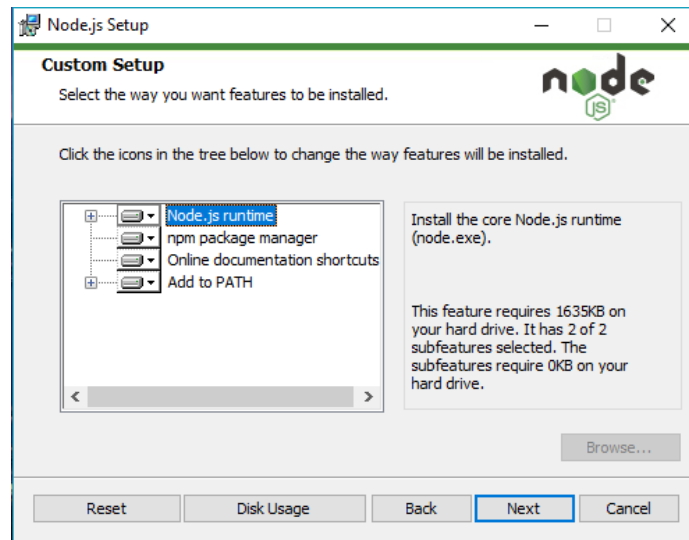 Node.js Setup
Custom Setup
Select the way you want features to be installed.
node
JS
Click the icons in the tree below to change the way features will be installed.
Node.js runtime
npm package manager
Online documentation shortcuts
Add to PATH
Install the core Node.js runtime
(node.exe).
This feature requires 1635KB on
your hard drive. It has 2 of 2
subfeatures selected. The
subfeatures require 0KB on your
hard drive.
Browse...
Reset
Disk Usage
Back
Next
Cancel